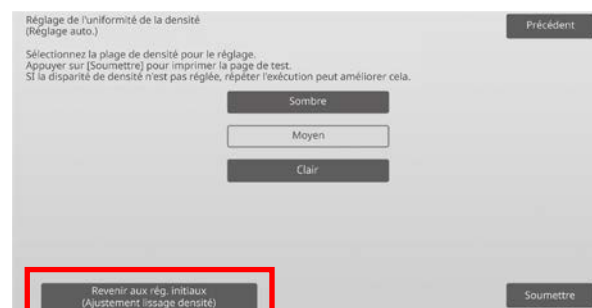 Réglage de l'uniformité de la densité
(Réglage auto.)
Précédent
Sélectionnez la plage de densité pour le réglage.
Appuyer sur [Soumettre] pour imprimer la page de test.
SI la disparité de densité n'est pas réglée, répéter l'exécution peut améliorer cela.
Sombre
Moyen
Clair
Revenir aux rég. initiaux
(Ajustement lissage densité)
Soumettre